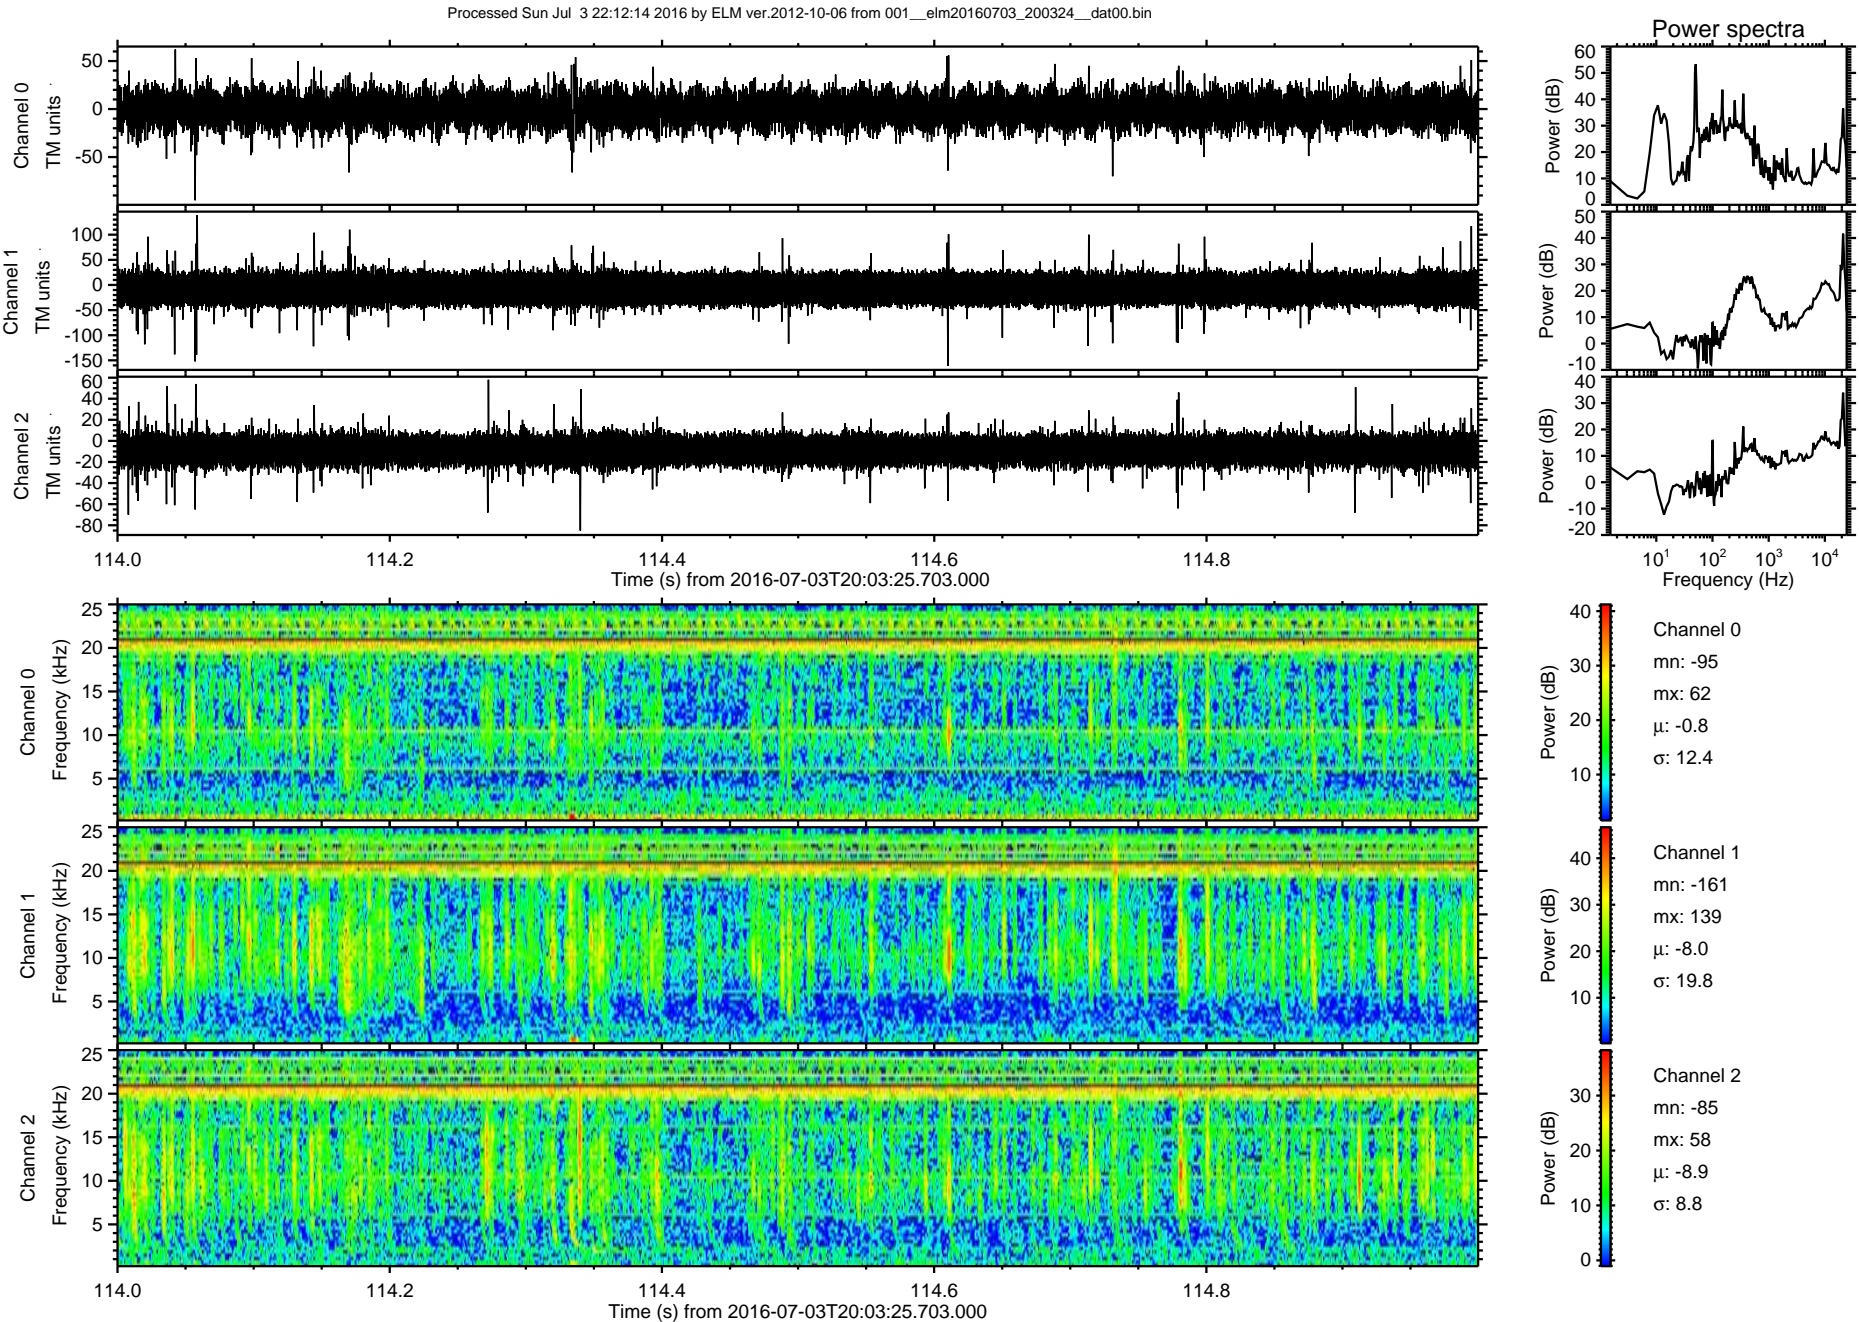 Processed Sun Jul  3 22:12:14 2016 by ELM ver.2012-10-06 from 001__elm20160703_200324__dat00.bin
Power spectra
Channel 0
TM units
50
0
-50
Power (dB)
60
50
40
30
20
10
0
Channel 1
TM units
100
50
0
-50
-100
-150
Power (dB)
50
40
30
20
10
0
-10
Channel 2
TM units
60
40
20
0
-20
-40
-60
-80
Power (dB)
40
30
20
10
0
-10
-20
114.0 114.2 114.4 114.6 114.8
Time (s) from 2016-07-03T20:03:25.703.000
10^1 10^2 10^3 10^4
Frequency (Hz)
Channel 0
Frequency (kHz)
25
20
15
10
5
Power (dB)
40
30
20
10
Channel 0
mn: -95
mx: 62
μ: -0.8
σ: 12.4
Channel 1
Frequency (kHz)
25
20
15
10
5
Power (dB)
40
30
20
10
Channel 1
mn: -161
mx: 139
μ: -8.0
σ: 19.8
Channel 2
Frequency (kHz)
25
20
15
10
5
Power (dB)
30
20
10
0
Channel 2
mn: -85
mx: 58
μ: -8.9
σ: 8.8
114.0 114.2 114.4 114.6 114.8
Time (s) from 2016-07-03T20:03:25.703.000